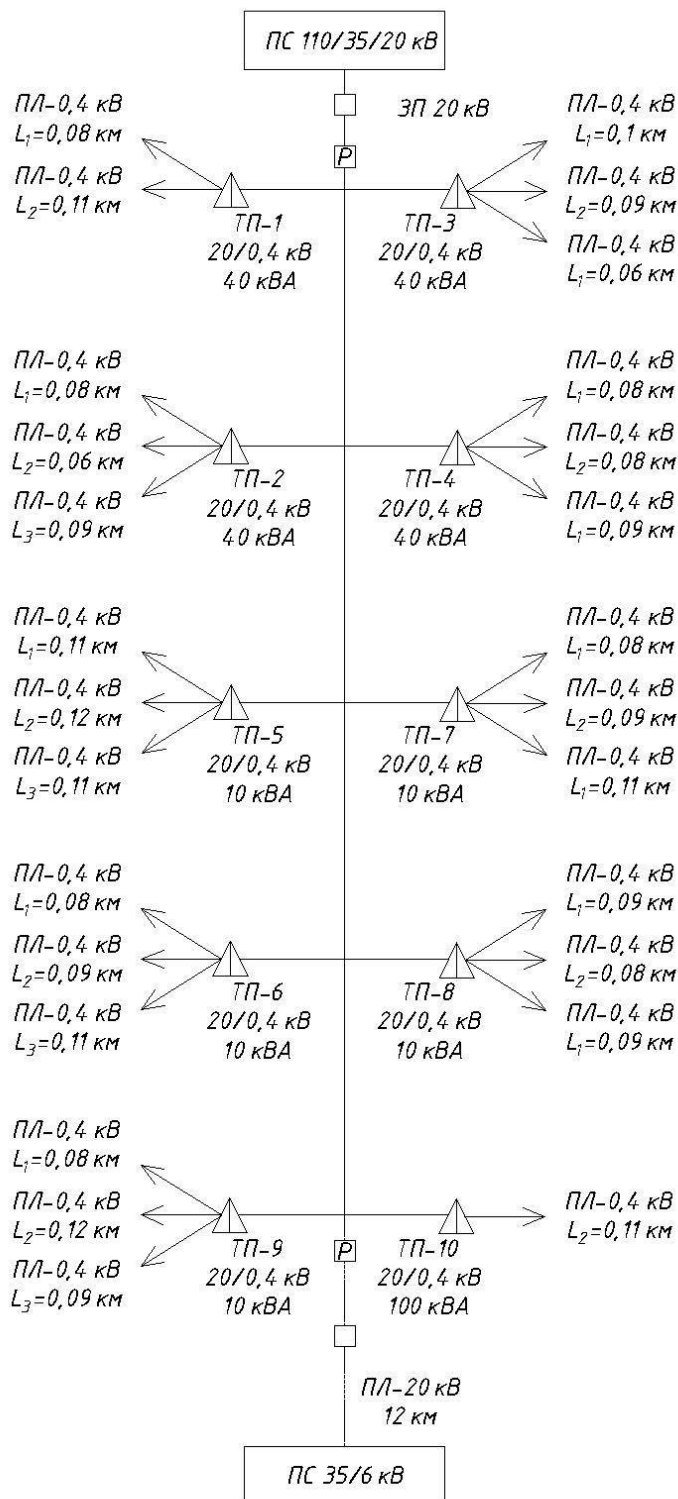 ПС 110/35/20 кВ
ЗП 20 кВ
Р
ПЛ-0,4 кВ
L₁=0,08 км
ПЛ-0,4 кВ
L₂=0,11 км
ТП-1
20/0,4 кВ
40 кВА
ТП-3
20/0,4 кВ
40 кВА
ПЛ-0,4 кВ
L₁=0,1 км
ПЛ-0,4 кВ
L₂=0,09 км
ПЛ-0,4 кВ
L₁=0,06 км
ПЛ-0,4 кВ
L₁=0,08 км
ПЛ-0,4 кВ
L₂=0,06 км
ПЛ-0,4 кВ
L₃=0,09 км
ТП-2
20/0,4 кВ
40 кВА
ТП-4
20/0,4 кВ
40 кВА
ПЛ-0,4 кВ
L₁=0,08 км
ПЛ-0,4 кВ
L₂=0,08 км
ПЛ-0,4 кВ
L₁=0,09 км
ПЛ-0,4 кВ
L₁=0,11 км
ПЛ-0,4 кВ
L₂=0,12 км
ПЛ-0,4 кВ
L₃=0,11 км
ТП-5
20/0,4 кВ
10 кВА
ТП-7
20/0,4 кВ
10 кВА
ПЛ-0,4 кВ
L₁=0,08 км
ПЛ-0,4 кВ
L₂=0,09 км
ПЛ-0,4 кВ
L₁=0,11 км
ПЛ-0,4 кВ
L₁=0,08 км
ПЛ-0,4 кВ
L₂=0,09 км
ПЛ-0,4 кВ
L₃=0,11 км
ТП-6
20/0,4 кВ
10 кВА
ТП-8
20/0,4 кВ
10 кВА
ПЛ-0,4 кВ
L₁=0,09 км
ПЛ-0,4 кВ
L₂=0,08 км
ПЛ-0,4 кВ
L₁=0,09 км
ПЛ-0,4 кВ
L₁=0,08 км
ПЛ-0,4 кВ
L₂=0,12 км
ПЛ-0,4 кВ
L₃=0,09 км
ТП-9
20/0,4 кВ
10 кВА
Р
ТП-10
20/0,4 кВ
100 кВА
ПЛ-0,4 кВ
L₂=0,11 км
ПЛ-20 кВ
12 км
ПС 35/6 кВ